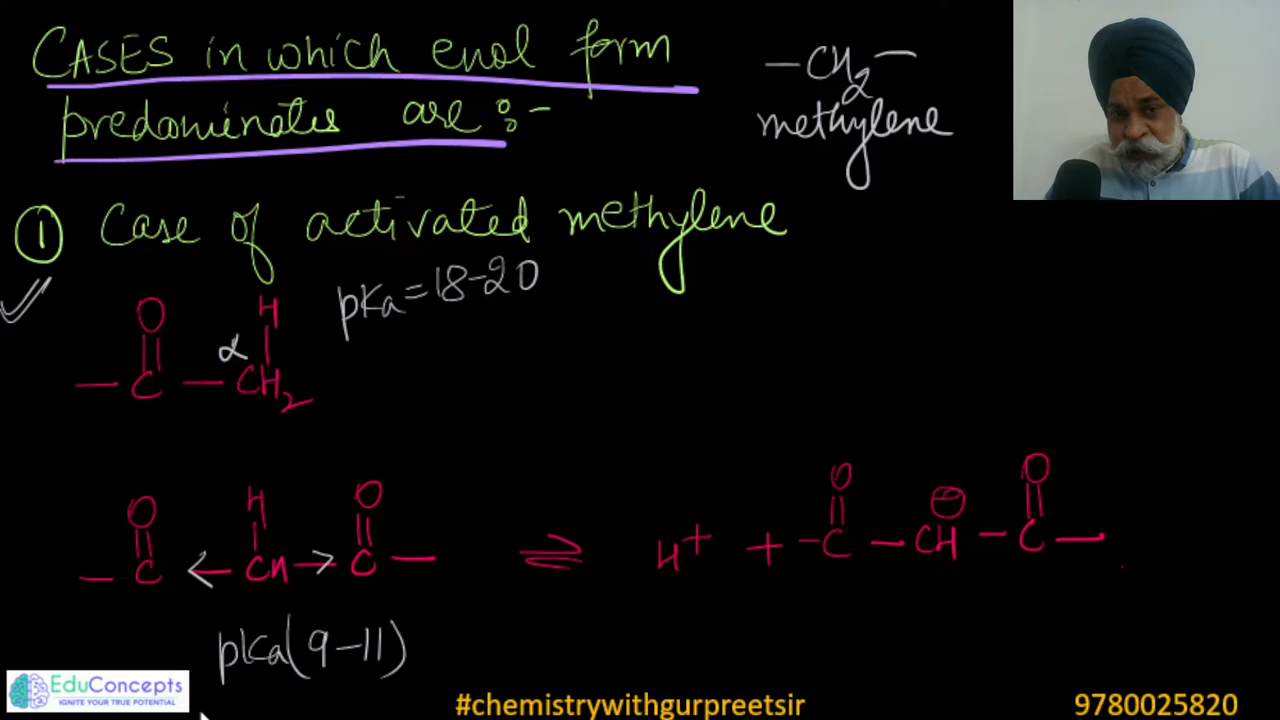 CASES in which enol form
predominates are :-
-CH2-
methylene
① Case of activated methylene
pKa=18-20
O H
α
- C - CH2
O H O
- C ← CH → C - ⇌ H+ + - C - CH - C -
O ⊖ O
pKa(9-11)
EduConcepts
IGNITE YOUR TRUE POTENTIAL
#chemistrywithgurpreetsir
9780025820